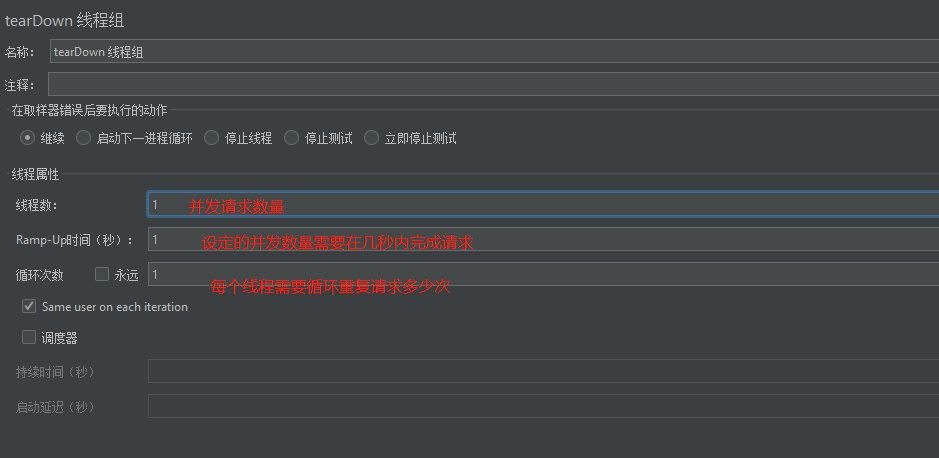 tearDown 线程组
名称： tearDown 线程组
注释：
在取样器错误后要执行的动作
继续 启动下一进程循环 停止线程 停止测试 立即停止测试
线程属性
线程数： 1 并发请求数量
Ramp-Up时间（秒）： 1 设定的并发数量需要在几秒内完成请求
循环次数 永远 1 每个线程需要循环重复请求多少次
Same user on each iteration
调度器
持续时间（秒）
启动延迟（秒）